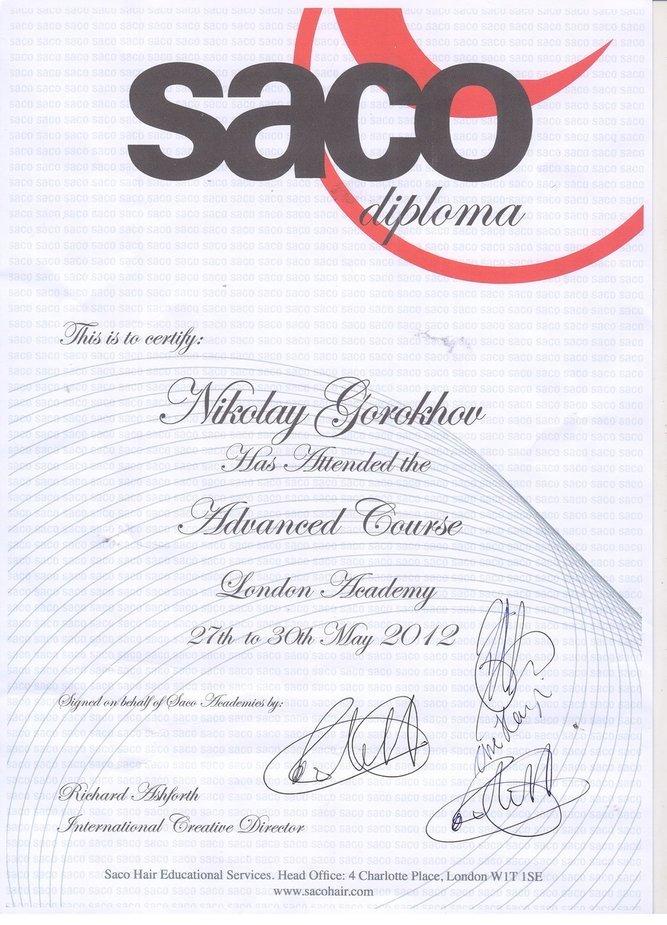 saco
diploma
This is to certify:
Nikolay Gorokhov
Has Attended the
Advanced Course
London Academy
27th to 30th May 2012
Signed on behalf of Saco Academies by:
Richard Ashforth
International Creative Director
Saco Hair Educational Services. Head Office: 4 Charlotte Place, London W1T 1SE
www.sacohair.com